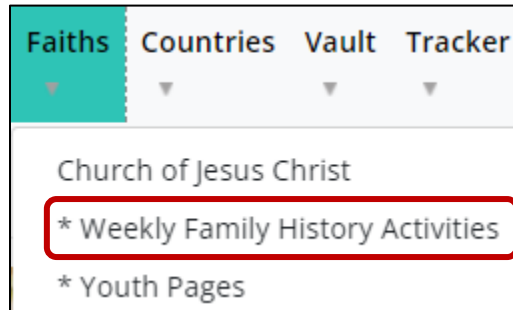 Faiths Countries Vault Tracker
Church of Jesus Christ
* Weekly Family History Activities
* Youth Pages